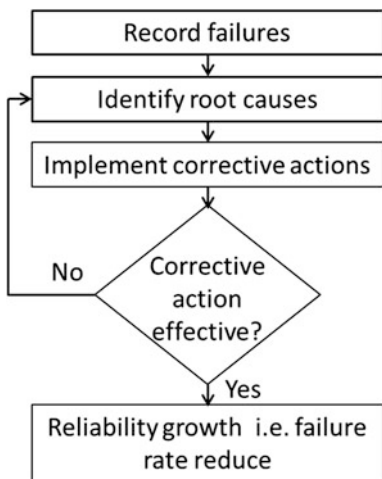 Record failures
Identify root causes
Implement corrective actions
Corrective
action
effective?
No
Yes
Reliability growth i.e. failure
rate reduce